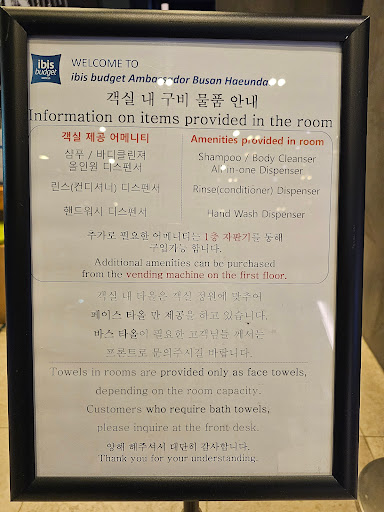 ibis
budget
WELCOME TO
ibis budget Ambassador Busan Haeunda
객실 내 구비 물품 안내
Information on items provided in the room
객실 제공 어메니티
Amenities provided in room
샴푸 / 바디클린저
올인원 디스펜서
Shampoo / Body Cleanser
All-in-one Dispenser
린스(컨디셔너) 디스펜서
Rinse(conditioner) Dispenser
핸드워시 디스펜서
Hand Wash Dispenser
추가로 필요한 어메니티는 1층 자판기를 통해
구입가능 합니다.
Additional amenities can be purchased
from the vending machine on the first floor.
객실 내 타올은 객실 정원에 맞추어
페이스 타올 만 제공을 하고 있습니다.
바스 타올이 필요한 고객님들 께서는
프론트로 문의주시길 바랍니다.
Towels in rooms are provided only as face towels,
depending on the room capacity.
Customers who require bath towels,
please inquire at the front desk.
양해 해주셔서 대단히 감사합니다.
Thank you for your understanding.